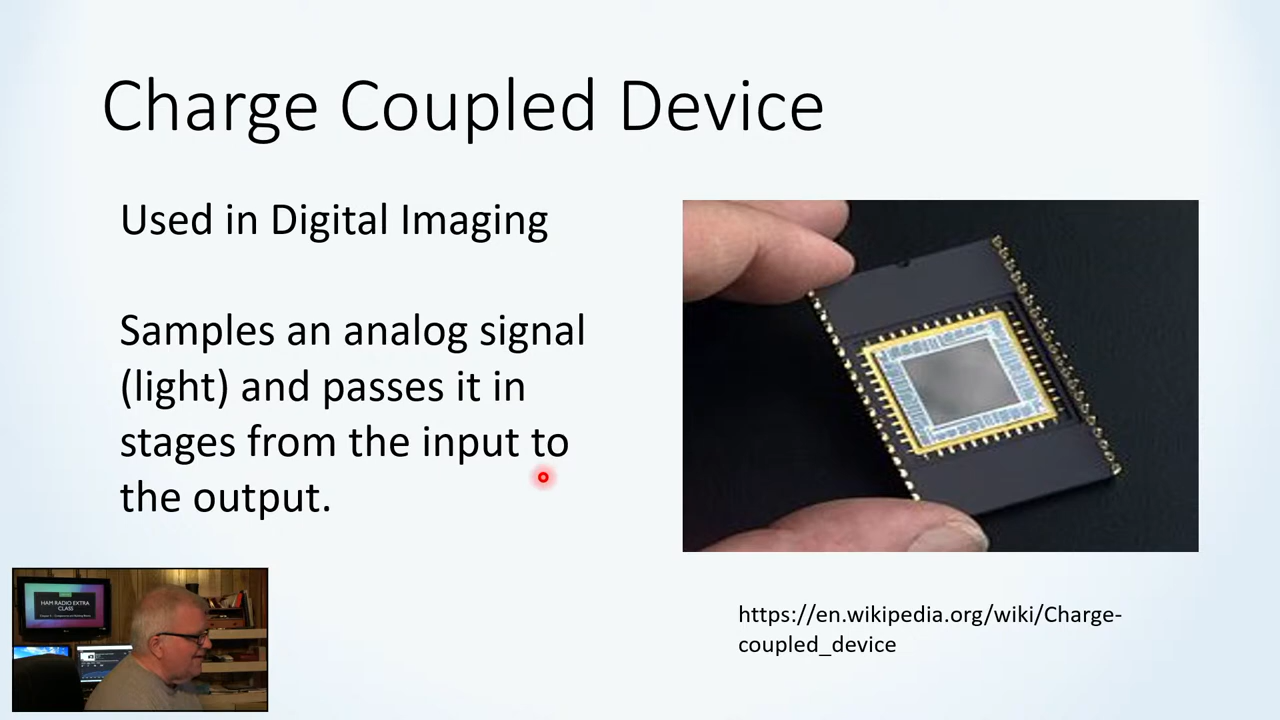 Charge Coupled Device
Used in Digital Imaging
Samples an analog signal
(light) and passes it in
stages from the input to
the output.
HAM RADIO EXTRA
CLASS
https://en.wikipedia.org/wiki/Charge-
coupled_device